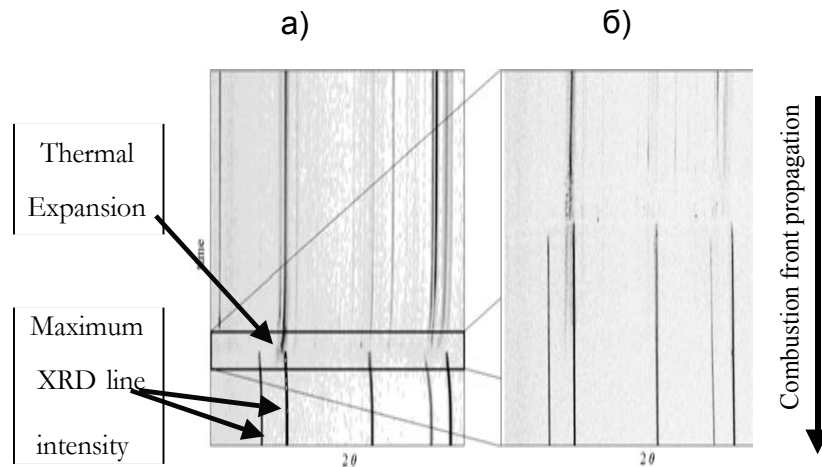 а)
б)
Thermal
Expansion
Maximum
XRD line
intensity
2θ
2θ
Combustion front propagation